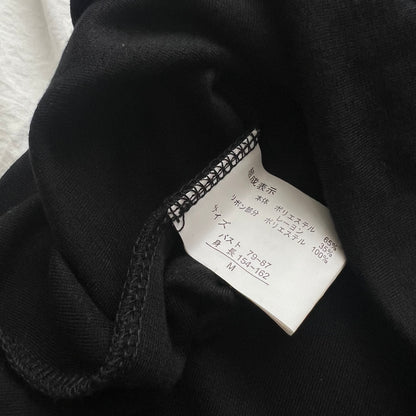 組成表示
本体 ポリエステル 65%
レーヨン 35%
リボン部分 ポリエステル 100%
サイズ
バスト 79-87
身長 154-162
M